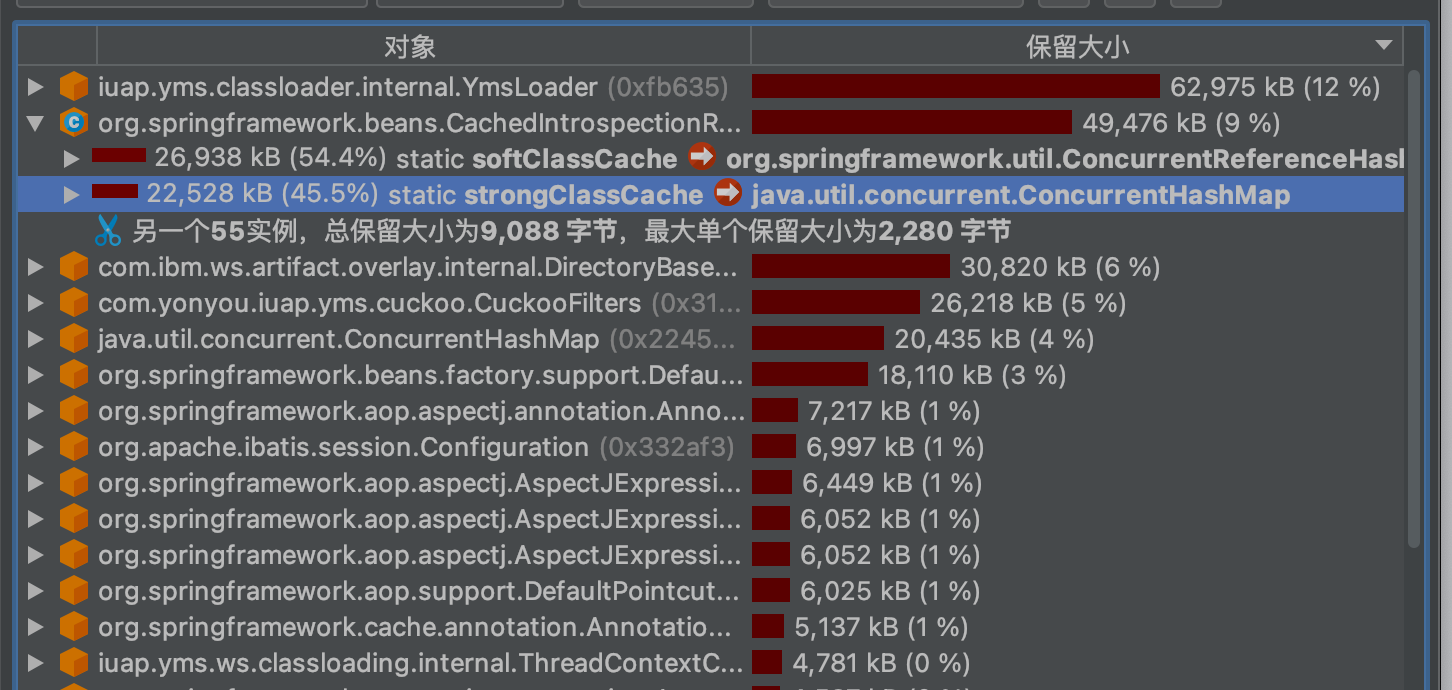 对象 保留大小
iuap.yms.classloader.internal.YmsLoader (0xfb635) 62,975 kB (12 %)
org.springframework.beans.CachedIntrospectionR... 49,476 kB (9 %)
26,938 kB (54.4%) static softClassCache org.springframework.util.ConcurrentReferenceHasl
22,528 kB (45.5%) static strongClassCache java.util.concurrent.ConcurrentHashMap
另一个55实例，总保留大小为9,088 字节，最大单个保留大小为2,280 字节
com.ibm.ws.artifact.overlay.internal.DirectoryBase... 30,820 kB (6 %)
com.yonyou.iuap.yms.cuckoo.CuckooFilters (0x31... 26,218 kB (5 %)
java.util.concurrent.ConcurrentHashMap (0x2245... 20,435 kB (4 %)
org.springframework.beans.factory.support.Defau... 18,110 kB (3 %)
org.springframework.aop.aspectj.annotation.Anno... 7,217 kB (1 %)
org.apache.ibatis.session.Configuration (0x332af3) 6,997 kB (1 %)
org.springframework.aop.aspectj.AspectJExpressi... 6,449 kB (1 %)
org.springframework.aop.aspectj.AspectJExpressi... 6,052 kB (1 %)
org.springframework.aop.aspectj.AspectJExpressi... 6,052 kB (1 %)
org.springframework.aop.support.DefaultPointcut... 6,025 kB (1 %)
org.springframework.cache.annotation.Annotatio... 5,137 kB (1 %)
iuap.yms.ws.classloading.internal.ThreadContextC... 4,781 kB (0 %)